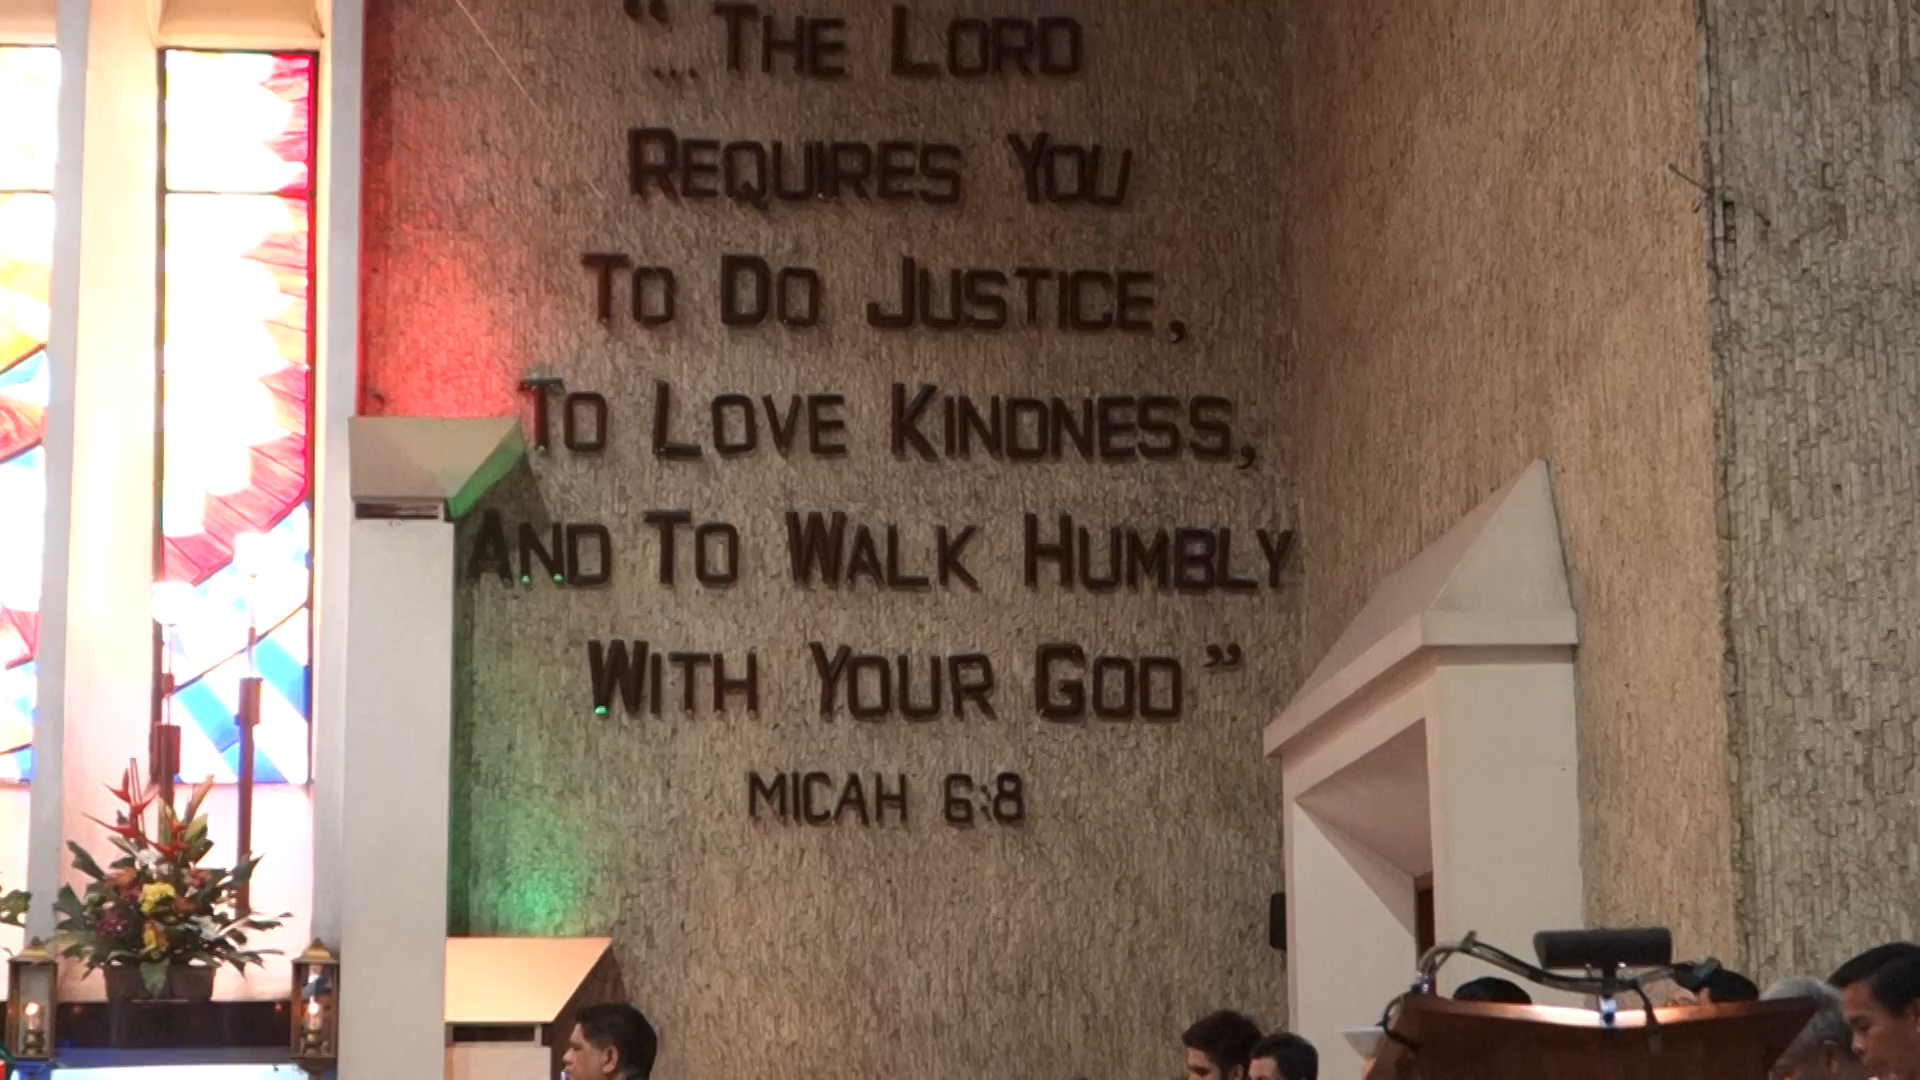 “...The Lord
Requires You
To Do Justice,
To Love Kindness,
And To Walk Humbly
With Your God”
MICAH 6:8